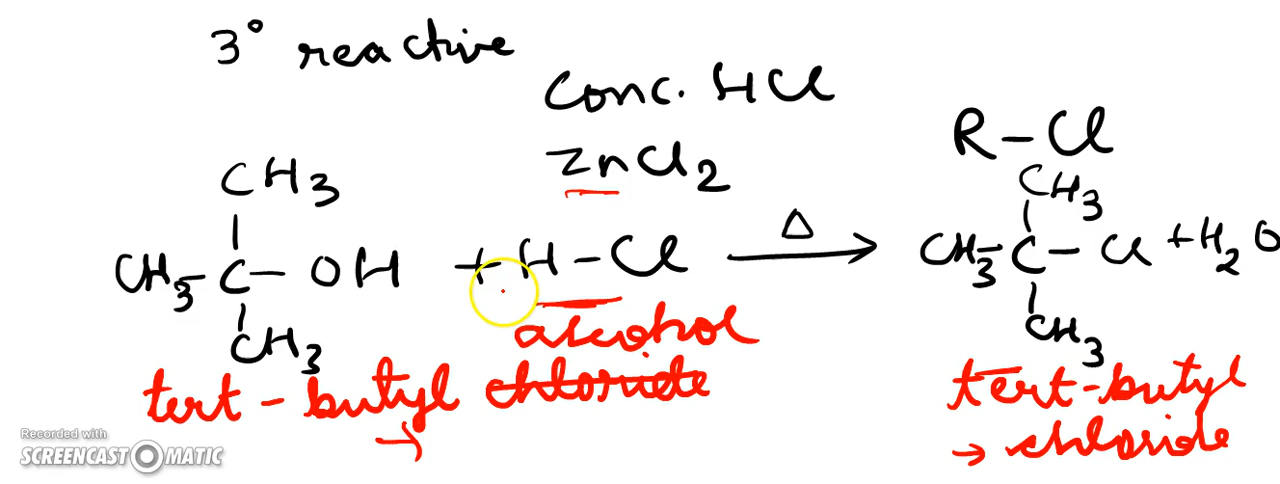 3° reactive
Conc. HCl
ZnCl2
R-Cl
CH3
CH3
CH3-C-OH +H-Cl Δ CH3-C-Cl +H2O
CH3
CH3
alcohol
tert-butyl chloride
tert-butyl
→ chloride
→
Recorded with
SCREENCAST-O-MATIC